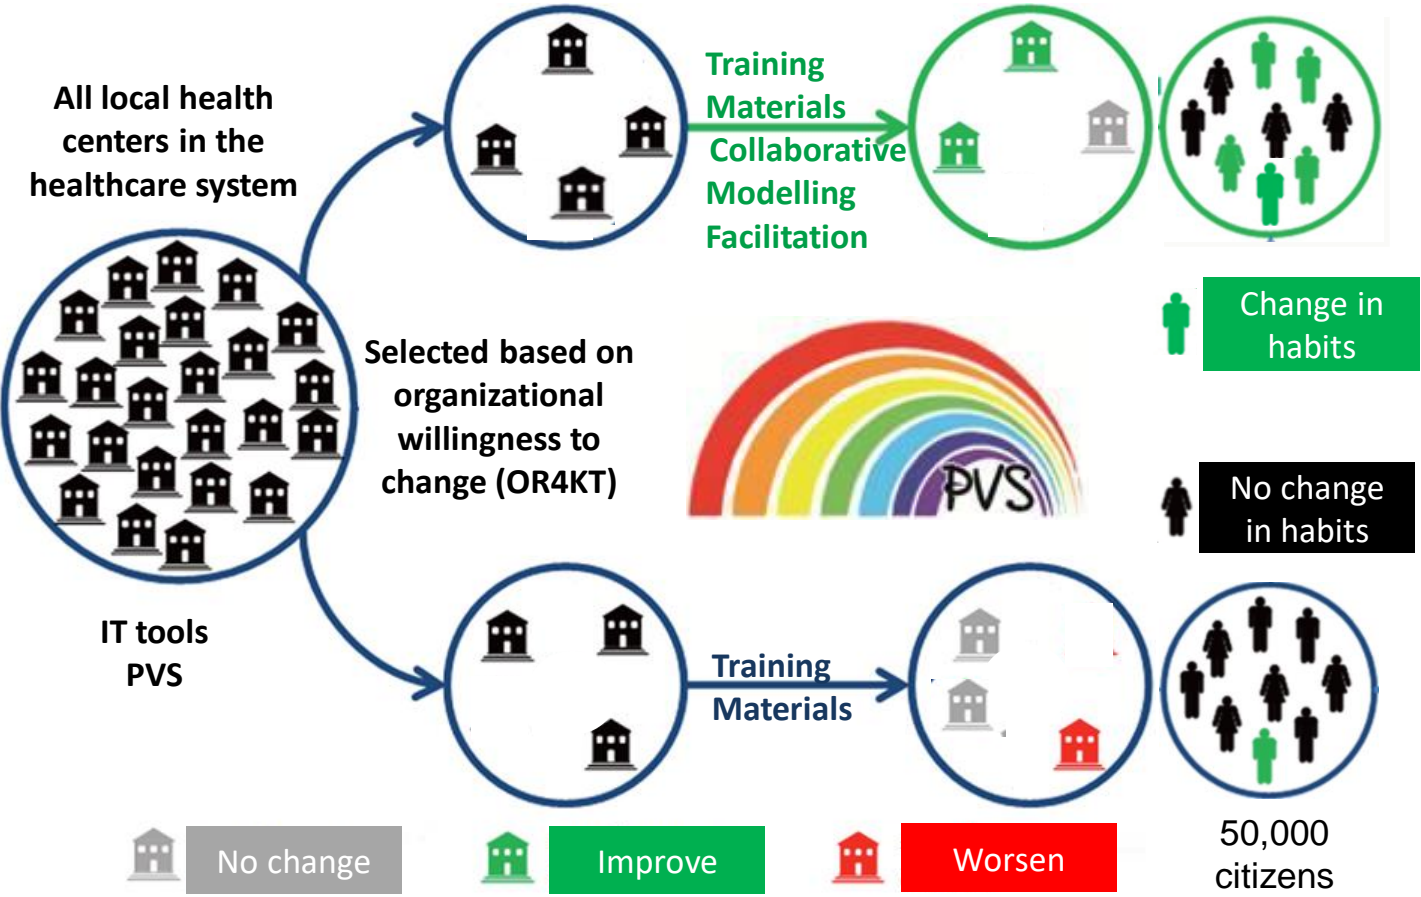 All local health
centers in the
healthcare system
Training
Materials
Collaborative
Modelling
Facilitation
Change in
habits
Selected based on
organizational
willingness to
change (OR4KT)
PVS
No change
in habits
IT tools
PVS
Training
Materials
No change
Improve
Worsen
50,000
citizens